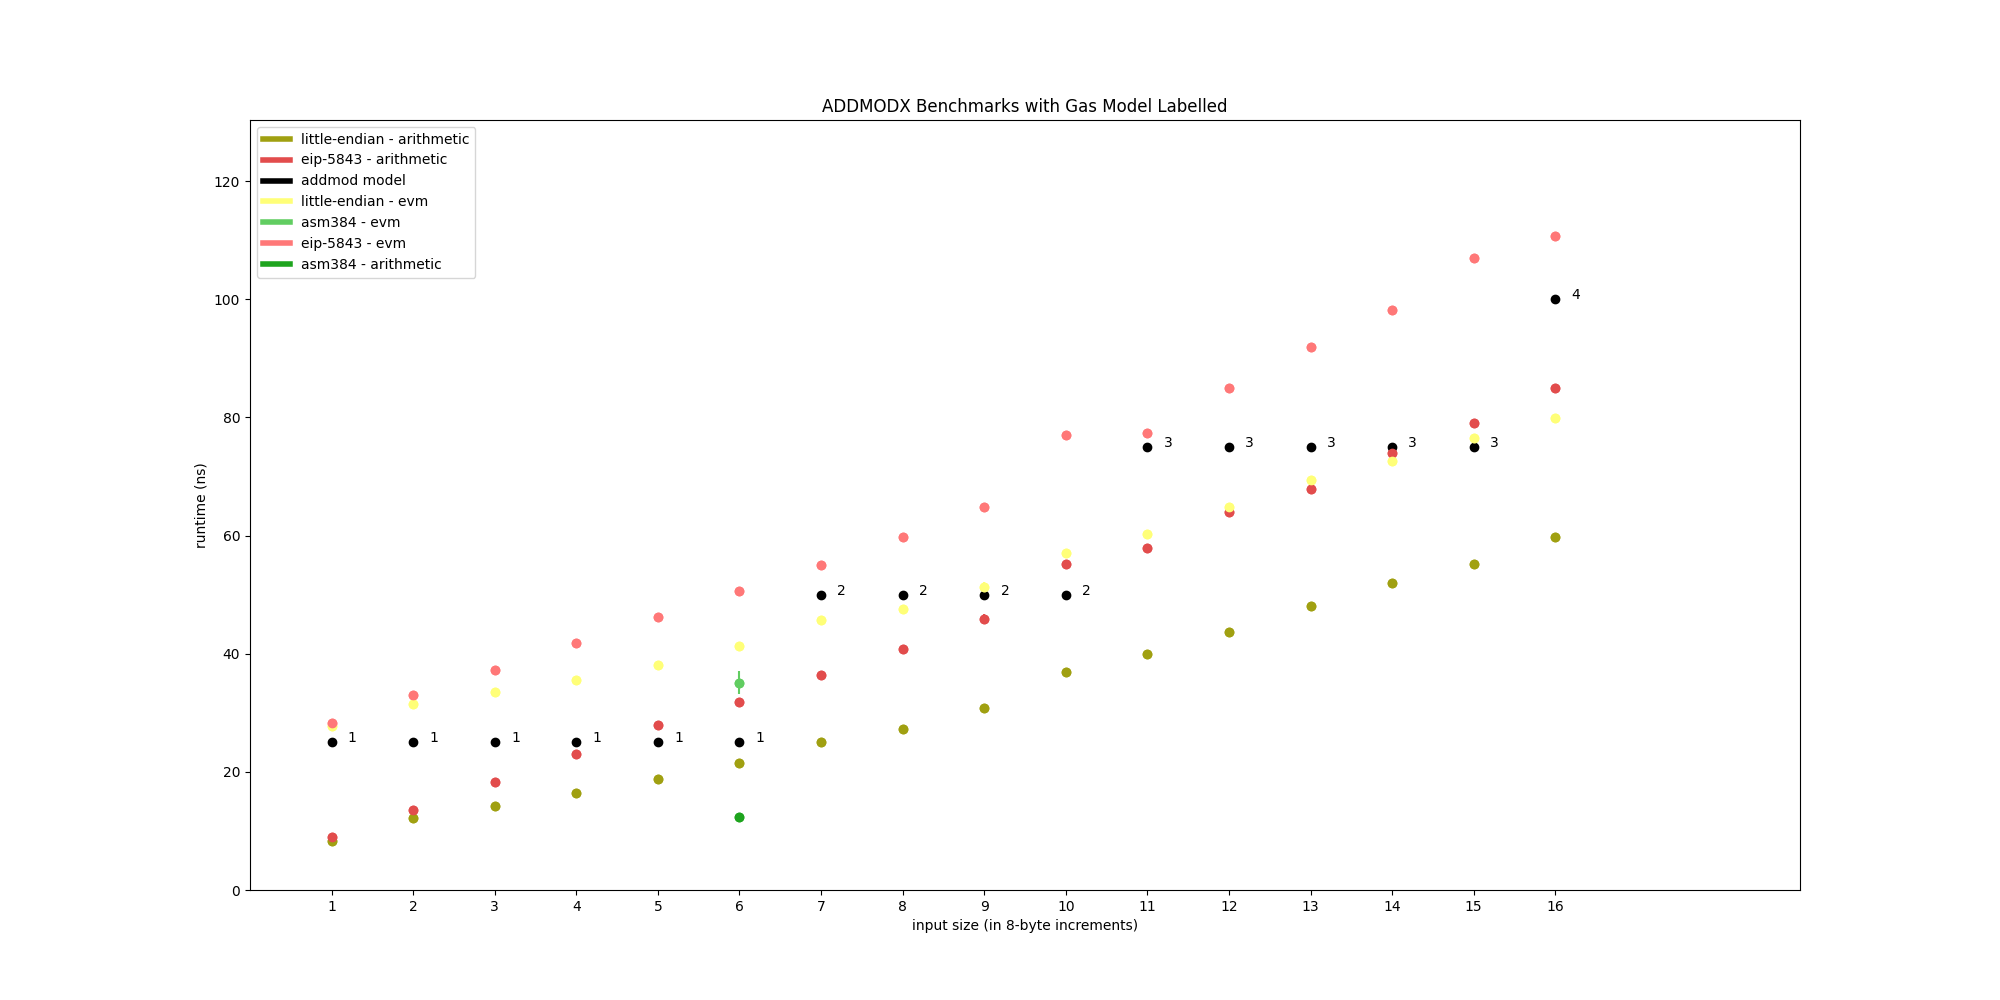 ADDMODX Benchmarks with Gas Model Labelled
little-endian - arithmetic
eip-5843 - arithmetic
addmod model
little-endian - evm
asm384 - evm
eip-5843 - evm
asm384 - arithmetic
runtime (ns)
120
100
80
60
40
20
0
4
3 3 3 3 3
2 2 2 2
1 1 1 1 1 1
1 2 3 4 5 6 7 8 9 10 11 12 13 14 15 16
input size (in 8-byte increments)